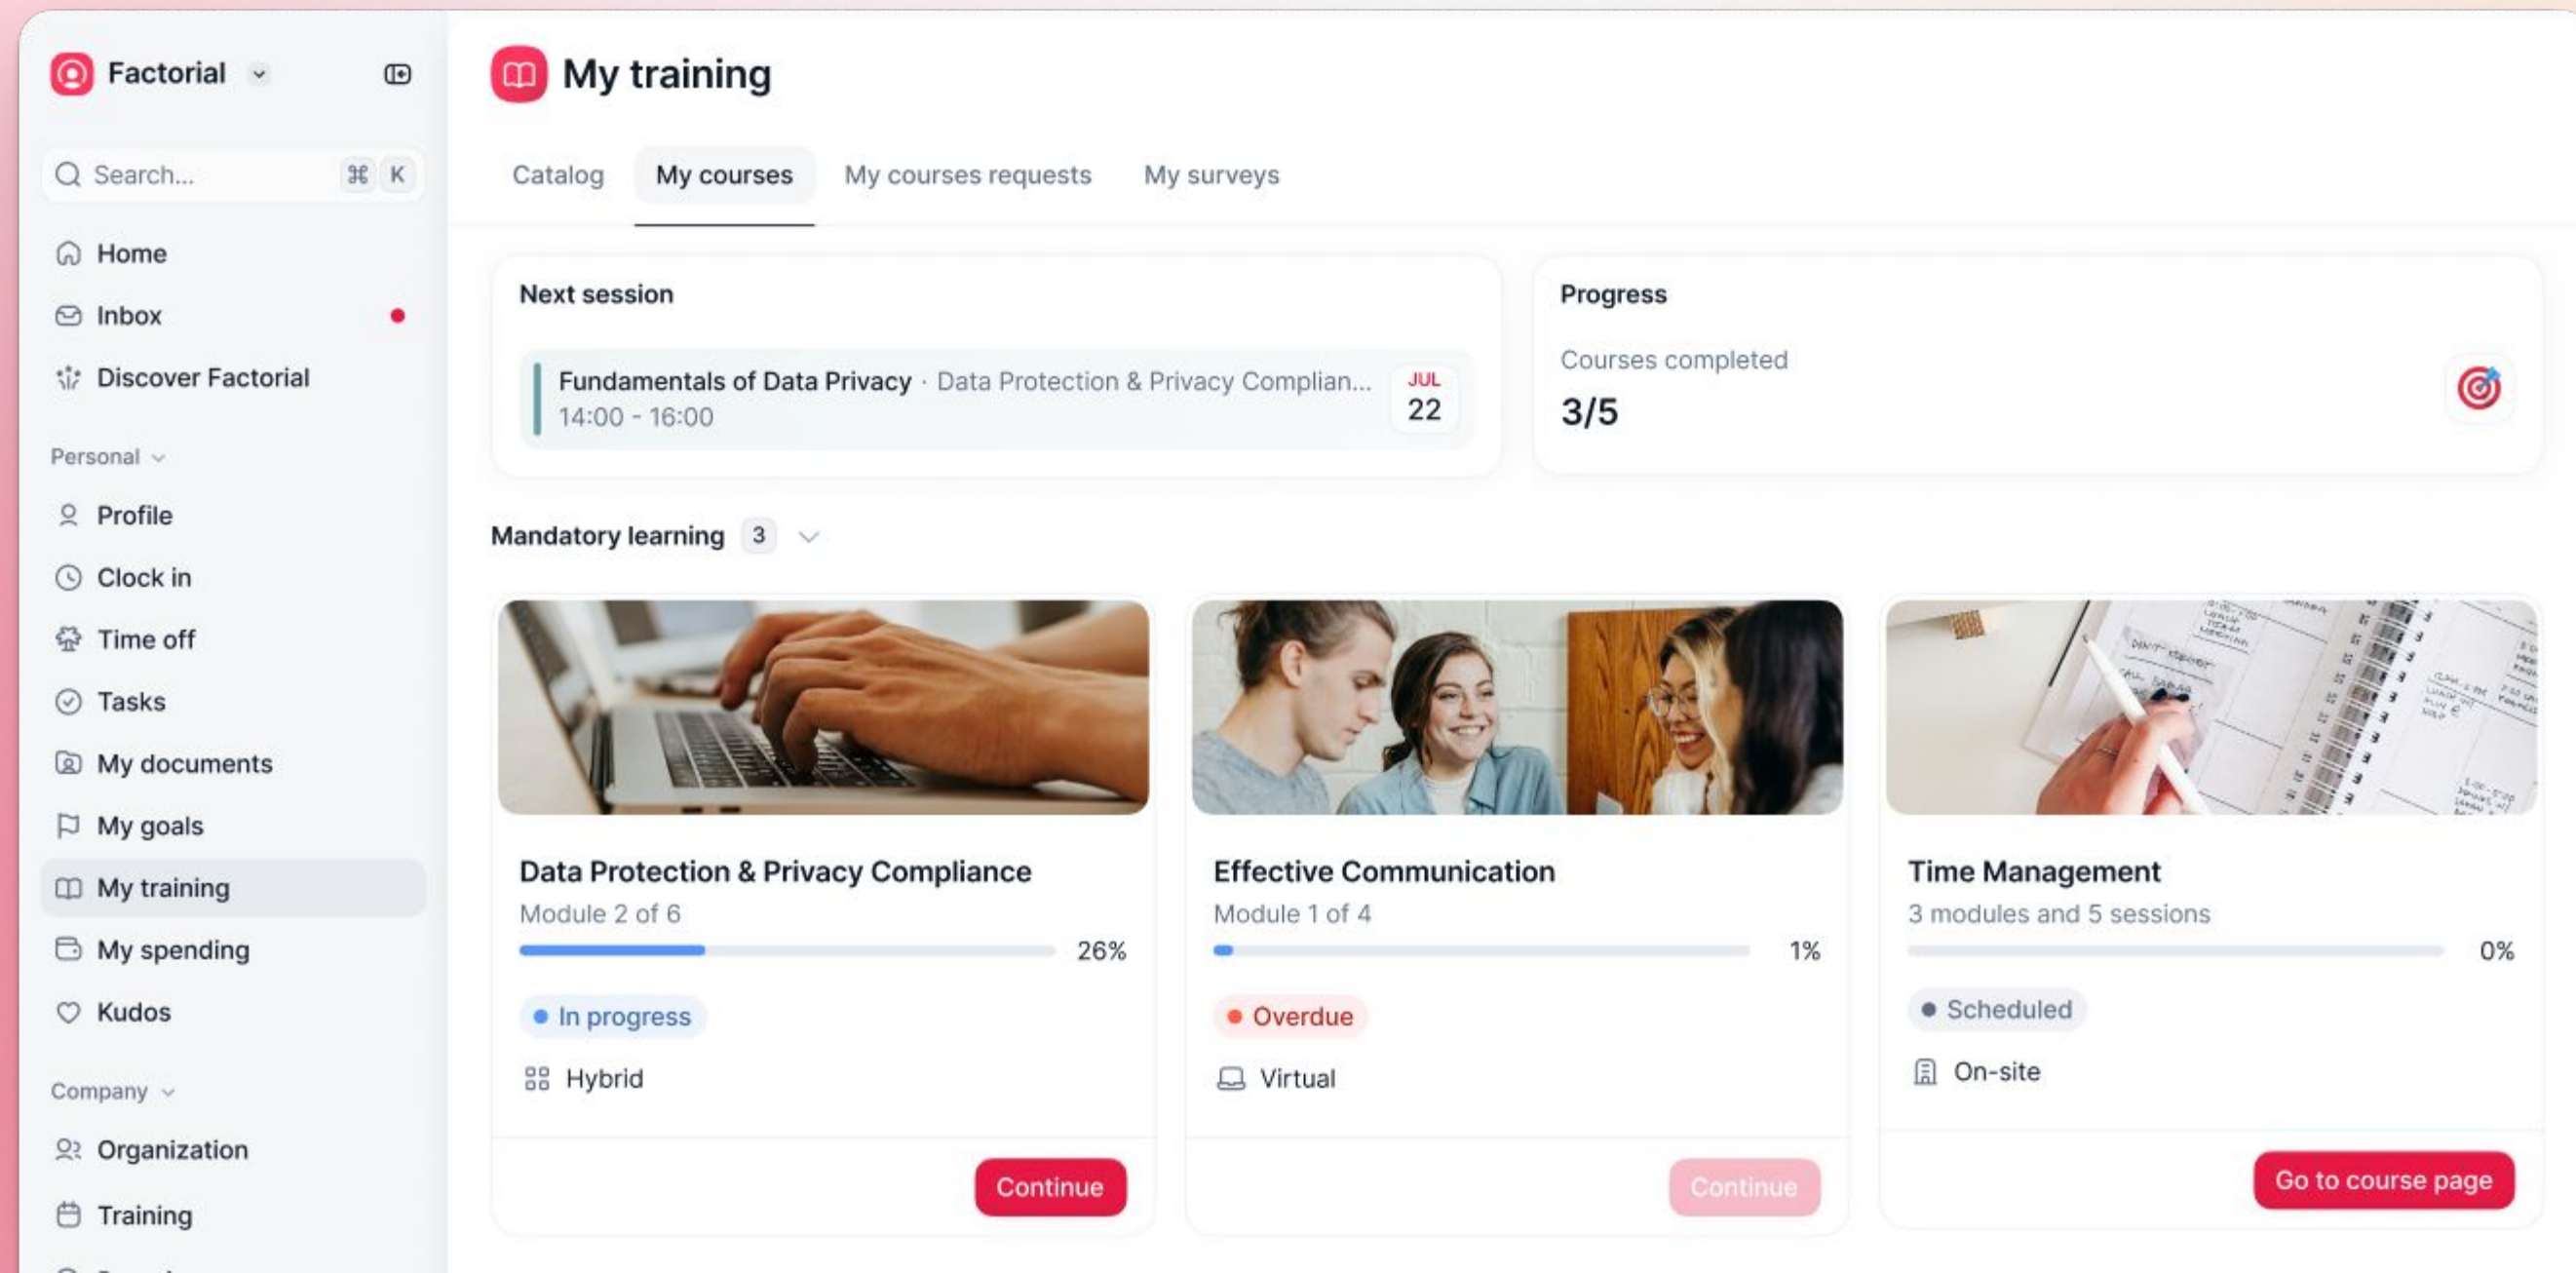 Factorial
Search...
⌘ K
Home
Inbox
Discover Factorial
Personal
Profile
Clock in
Time off
Tasks
My documents
My goals
My training
My spending
Kudos
Company
Organization
Training
My training
Catalog
My courses
My courses requests
My surveys
Next session
Fundamentals of Data Privacy · Data Protection & Privacy Complian...
14:00 - 16:00
JUL
22
Progress
Courses completed
3/5
Mandatory learning 3
Data Protection & Privacy Compliance
Module 2 of 6
26%
In progress
Hybrid
Continue
Effective Communication
Module 1 of 4
1%
Overdue
Virtual
Continue
Time Management
3 modules and 5 sessions
0%
Scheduled
On-site
Go to course page